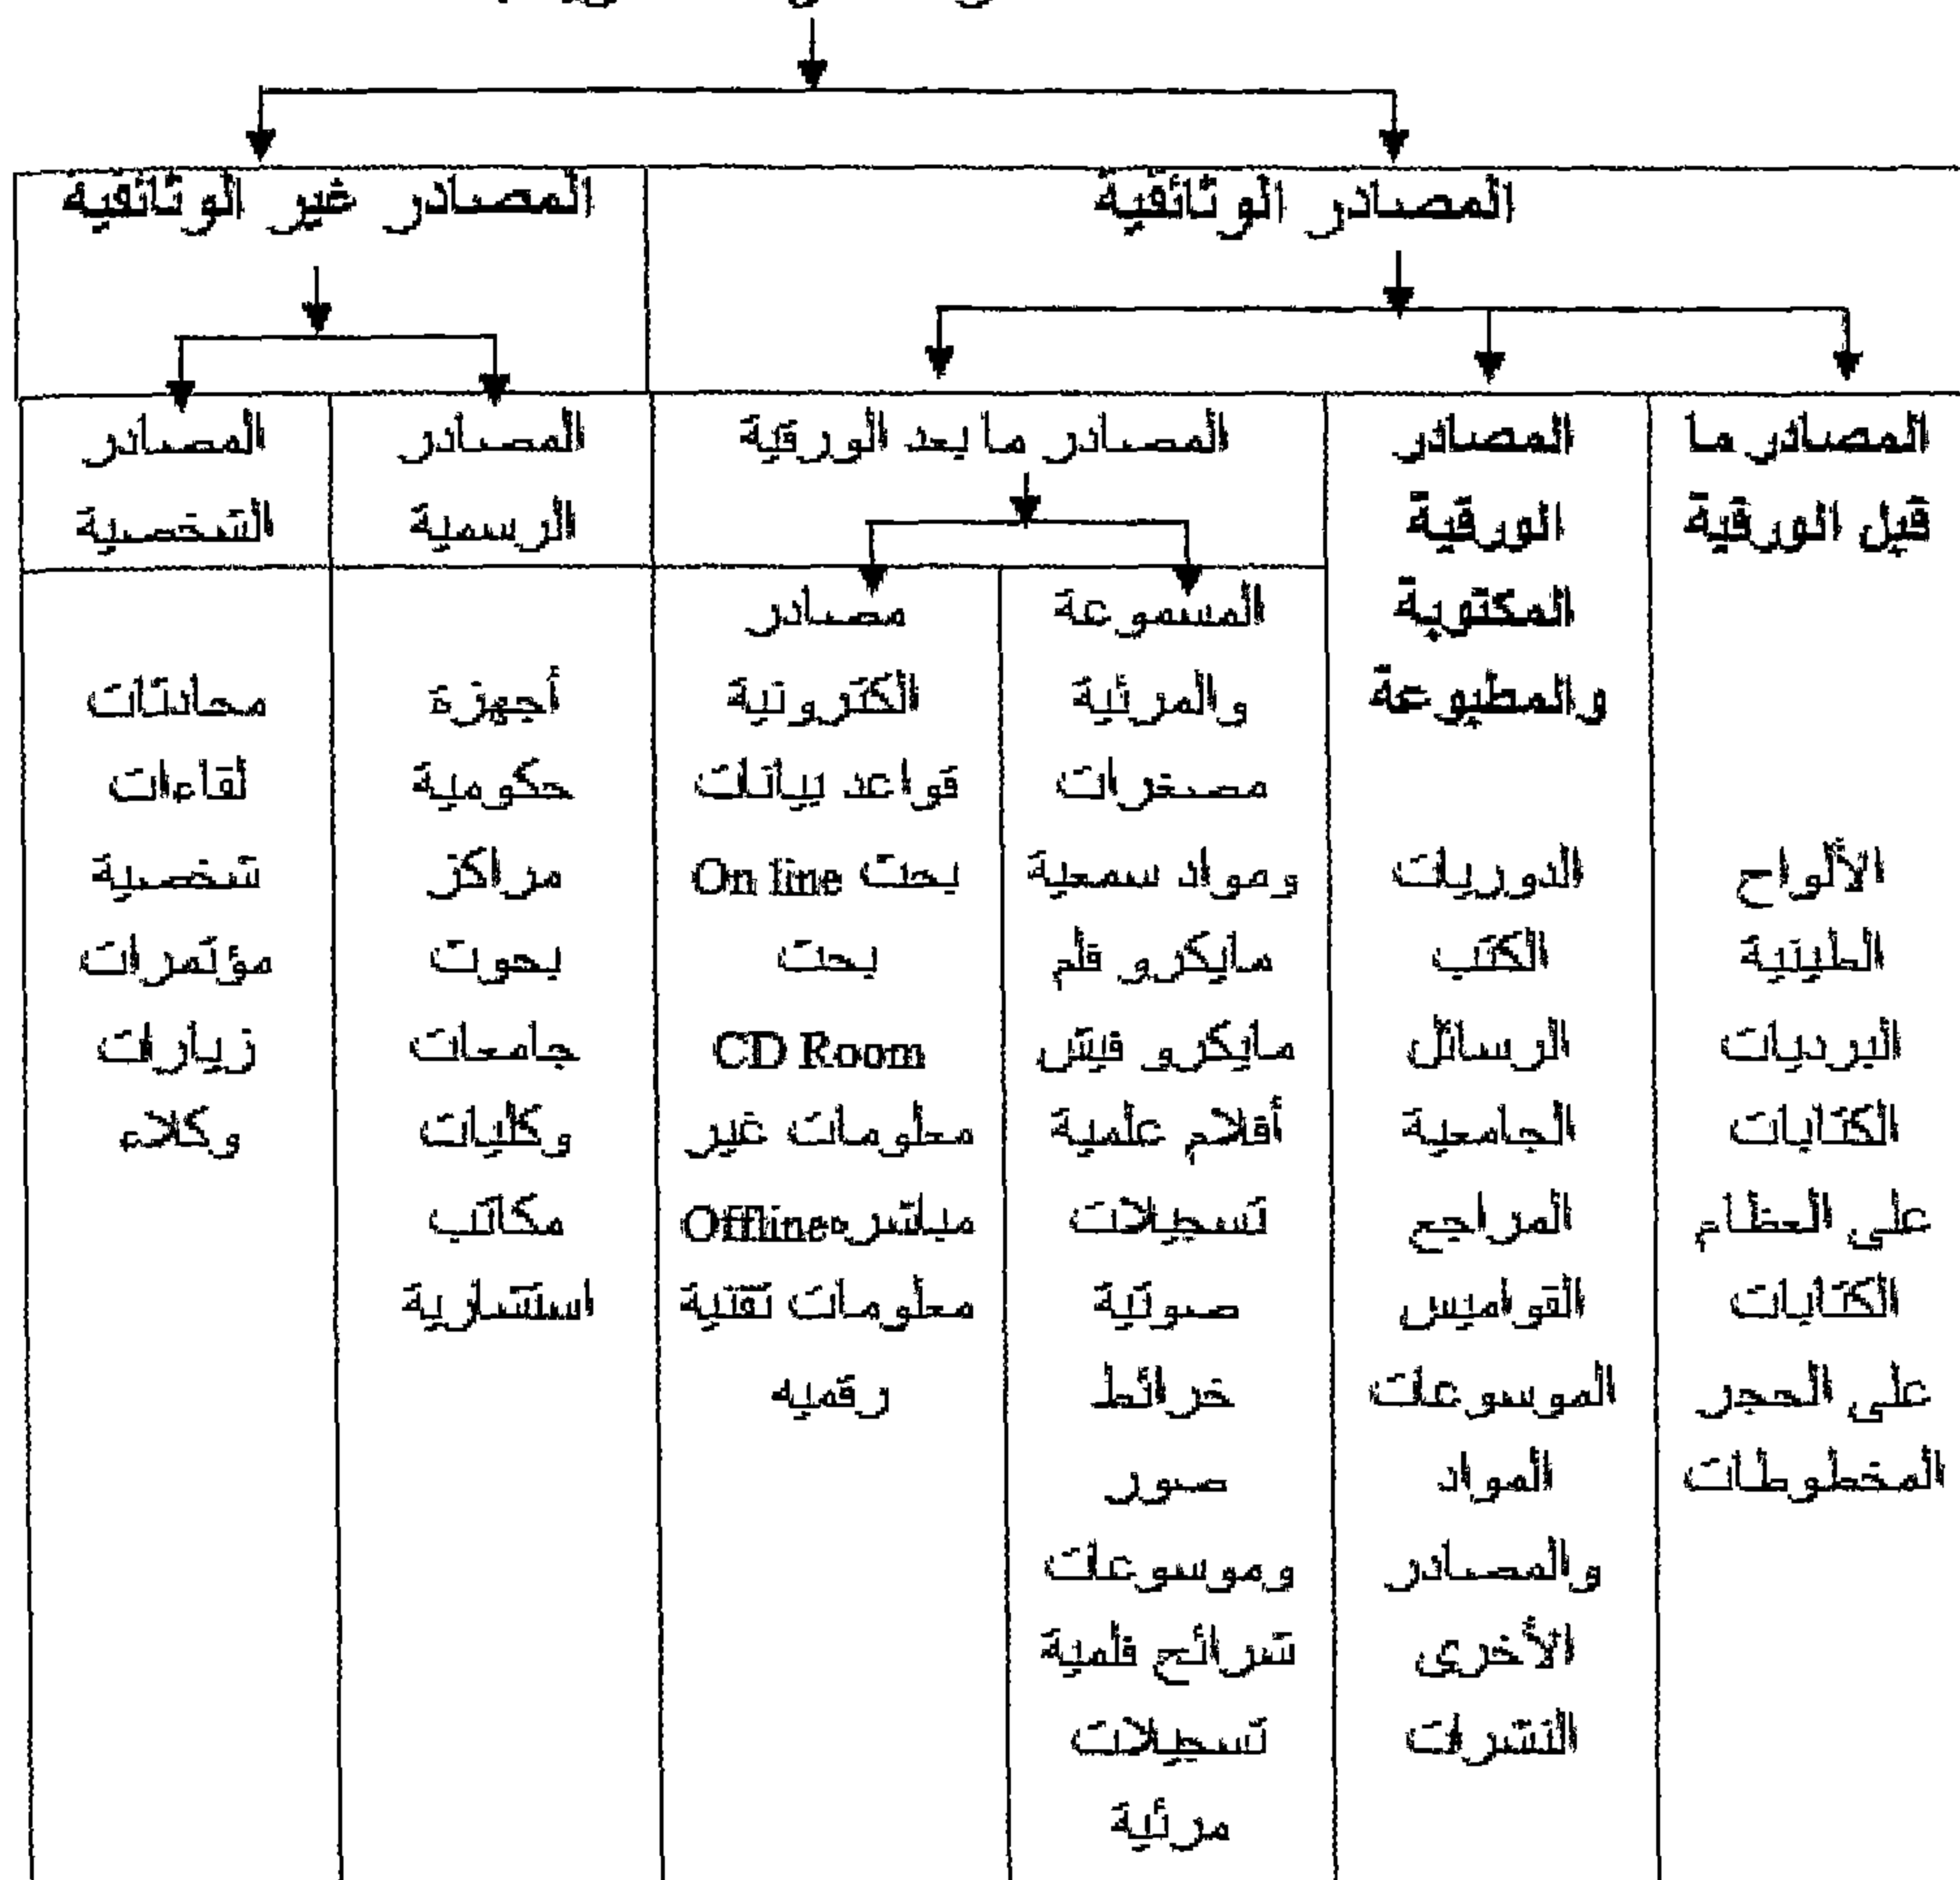 المصادر الوثائقية
المصادر غير الوثائقية
المصادر ما
قبل الورقية
الألواح
الطينية
البرديات
الكتابات
على العظام
الكتابات
على الحجر
المخطوطات
المصادر
الورقية
المكتوبة
والمطبوعة
الدوريات
الكتب
الرسائل
الجامعية
المراجع
القواميس
الموسوعات
المواد
والمصادر
الأخرى
النشرات
المصادر ما بعد الورقية
المسموعة
والمرئية
مصغرات
ومواد سمعية
مايكرو فلم
مايكرو فيش
أفلام علمية
تسجيلات
صوتية
خرائط
صور
وموسوعات
شرائح فلمية
تسجيلات
مرئية
مصادر
الكترونية
قواعد بيانات
بحث On line
بحث
CD Room
معلومات غير
مباشره Offline
معلومات تقنية
رقميه
المصادر
الرسمية
أجهزة
حكومية
مراكز
بحوث
جامعات
وكليات
مكاتب
استشارية
المصادر
الشخصية
محادثات
لقاءات
شخصية
مؤتمرات
زيارات
وكلاء